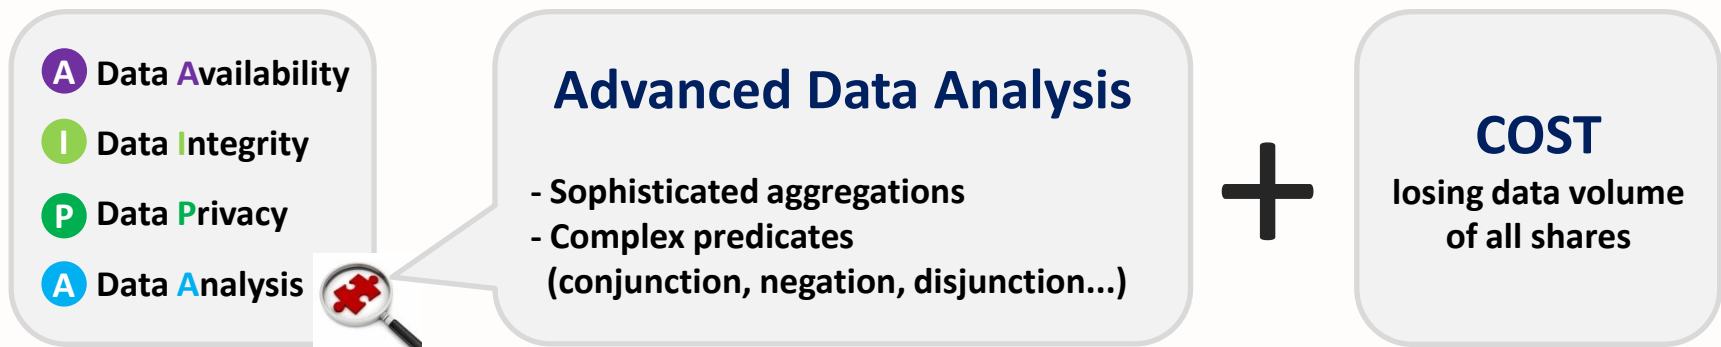 A Data Availability
I Data Integrity
P Data Privacy
A Data Analysis
Advanced Data Analysis
- Sophisticated aggregations
- Complex predicates
(conjunction, negation, disjunction...)
+
COST
losing data volume
of all shares